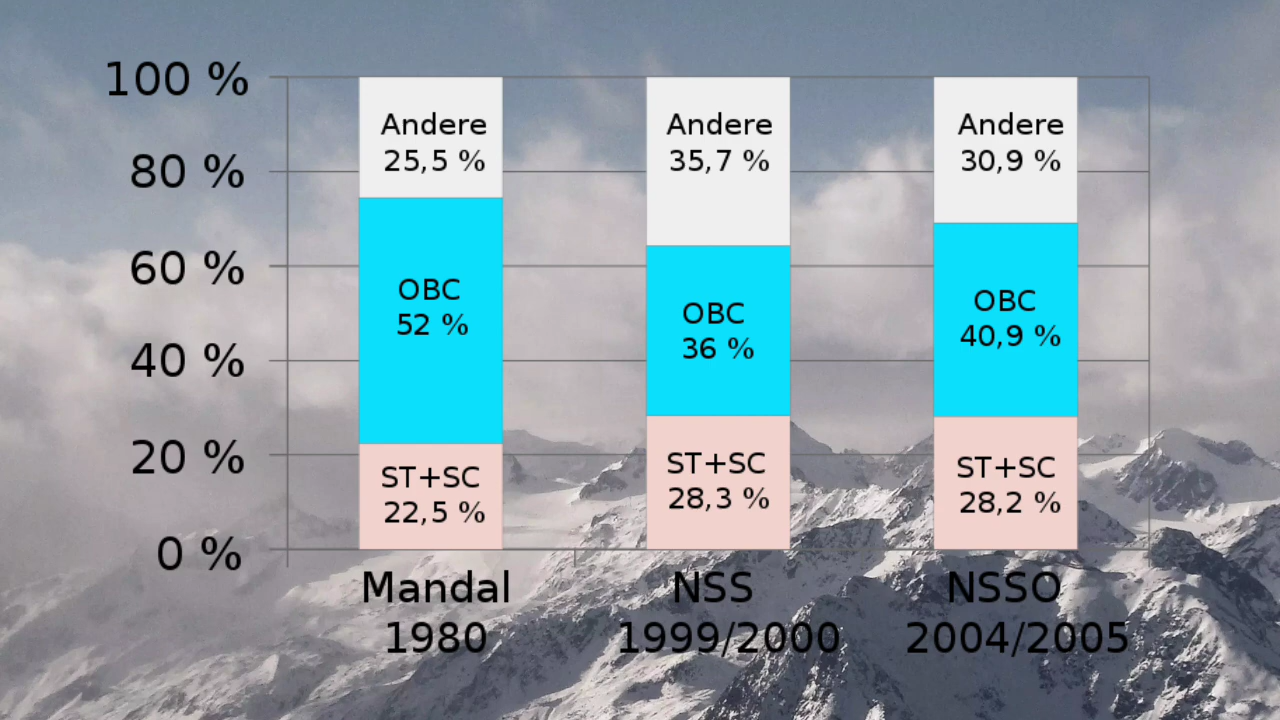 100 %
80 %
60 %
40 %
20 %
0 %
Andere
25,5 %
OBC
52 %
ST+SC
22,5 %
Andere
35,7 %
OBC
36 %
ST+SC
28,3 %
Andere
30,9 %
OBC
40,9 %
ST+SC
28,2 %
Mandal
1980
NSS
1999/2000
NSSO
2004/2005